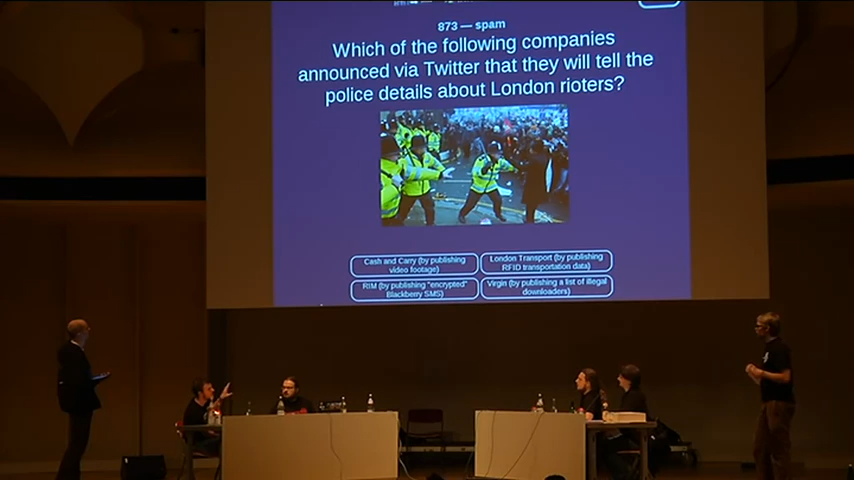 873 — spam
Which of the following companies
announced via Twitter that they will tell the
police details about London rioters?
Cash and Carry (by publishing
video footage)
London Transport (by publishing
RFID transportation data)
RIM (by publishing "encrypted"
Blackberry SMS)
Virgin (by publishing a list of illegal
downloaders)